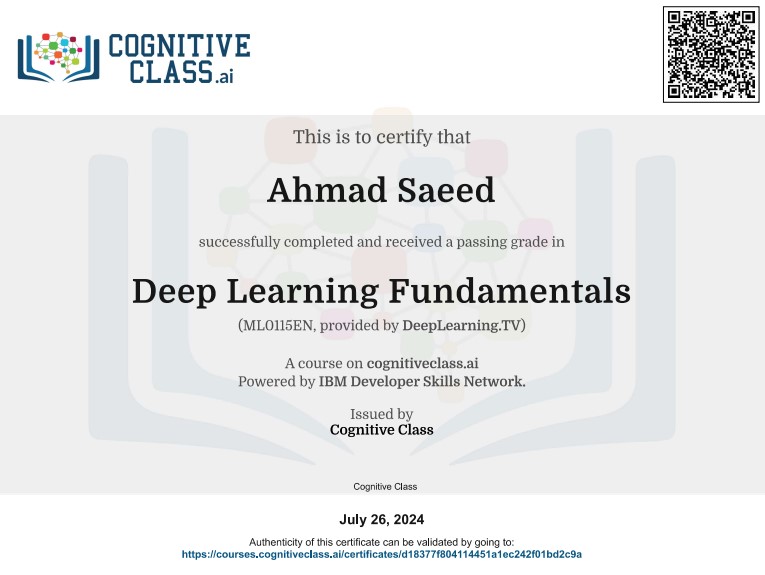 COGNITIVE
CLASS.ai
This is to certify that
Ahmad Saeed
successfully completed and received a passing grade in
Deep Learning Fundamentals
(ML0115EN, provided by DeepLearning.TV)
A course on cognitiveclass.ai
Powered by IBM Developer Skills Network.
Issued by
Cognitive Class
Cognitive Class
July 26, 2024
Authenticity of this certificate can be validated by going to:
https://courses.cognitiveclass.ai/certificates/d18377f804114451a1ec242f01bd2c9a